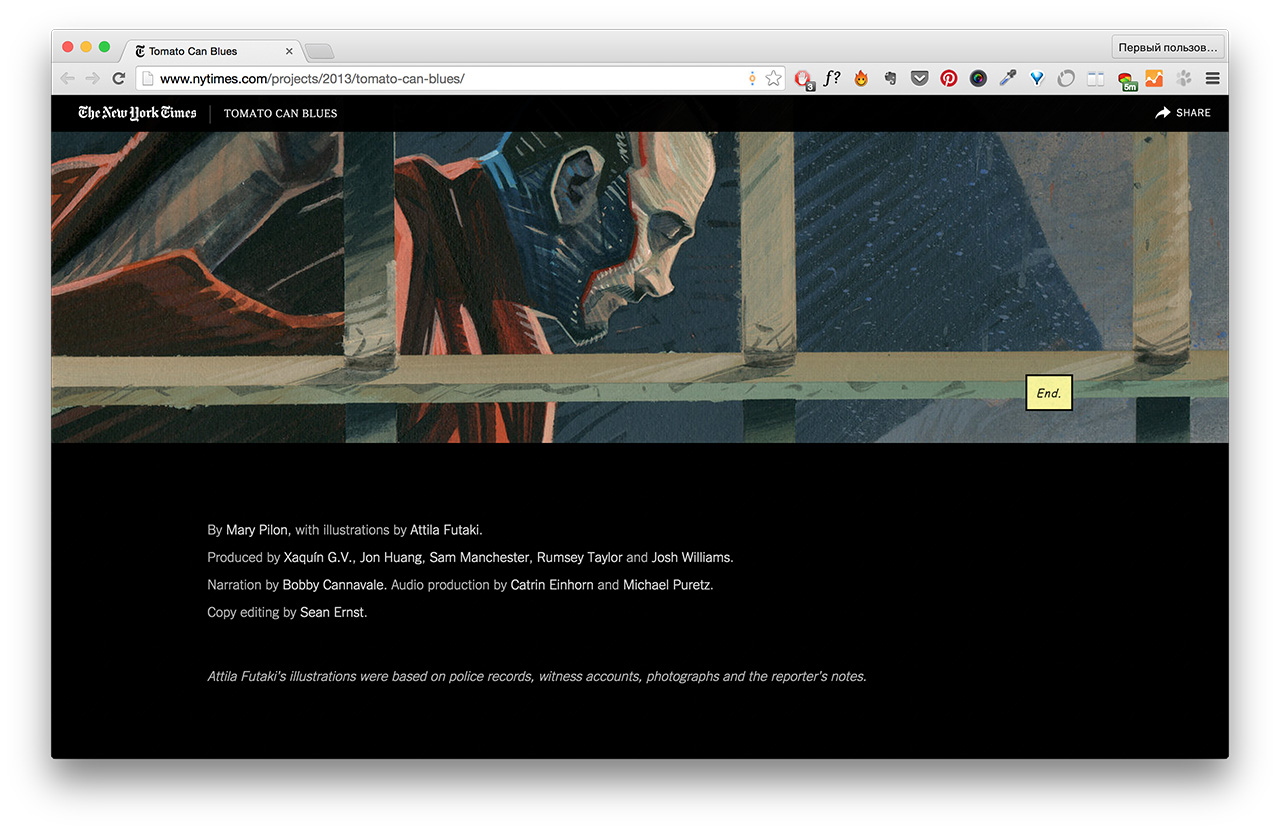 Tomato Can Blues
Первый пользов...
www.nytimes.com/projects/2013/tomato-can-blues/
f?
3
5m
The New York Times
TOMATO CAN BLUES
SHARE
End.
By Mary Pilon, with illustrations by Attila Futaki.
Produced by Xaquín G.V., Jon Huang, Sam Manchester, Rumsey Taylor and Josh Williams.
Narration by Bobby Cannavale. Audio production by Catrin Einhorn and Michael Puretz.
Copy editing by Sean Ernst.
Attila Futaki's illustrations were based on police records, witness accounts, photographs and the reporter's notes.